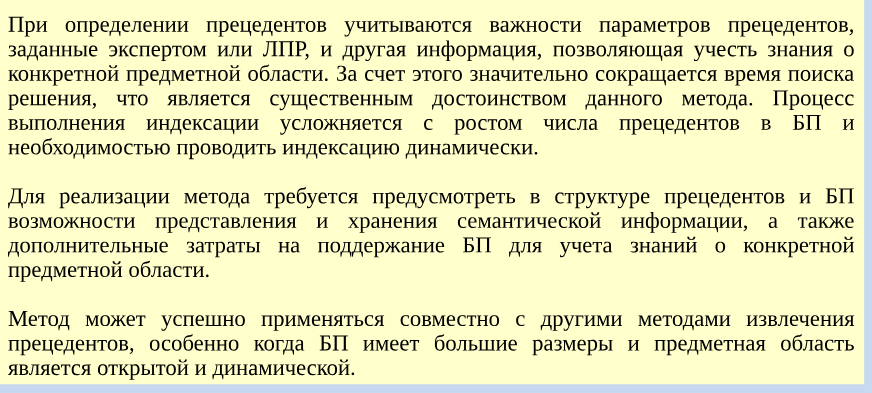 При определении прецедентов учитываются важности параметров прецедентов,
заданные экспертом или ЛПР, и другая информация, позволяющая учесть знания о
конкретной предметной области. За счет этого значительно сокращается время поиска
решения, что является существенным достоинством данного метода. Процесс
выполнения индексации усложняется с ростом числа прецедентов в БП и
необходимостью проводить индексацию динамически.
Для реализации метода требуется предусмотреть в структуре прецедентов и БП
возможности представления и хранения семантической информации, а также
дополнительные затраты на поддержание БП для учета знаний о конкретной
предметной области.
Метод может успешно применяться совместно с другими методами извлечения
прецедентов, особенно когда БП имеет большие размеры и предметная область
является открытой и динамической.